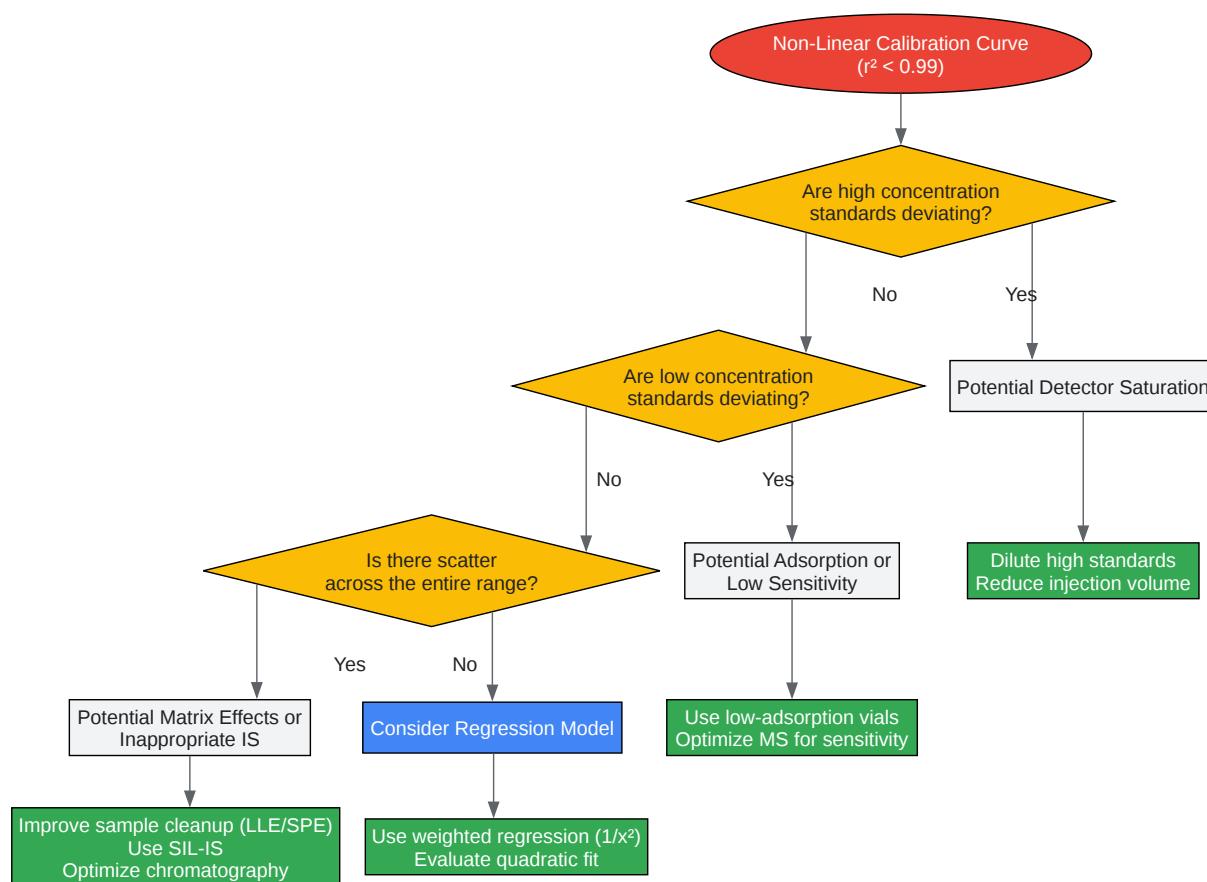 Non-Linear Calibration Curve
(r² < 0.99)
Are high concentration
standards deviating?
No
Yes
Are low concentration
standards deviating?
Potential Detector Saturation
No
Yes
Is there scatter
across the entire range?
Potential Adsorption or
Low Sensitivity
Dilute high standards
Reduce injection volume
Yes
No
Potential Matrix Effects or
Inappropriate IS
Consider Regression Model
Use low-adsorption vials
Optimize MS for sensitivity
Improve sample cleanup (LLE/SPE)
Use SIL-IS
Optimize chromatography
Use weighted regression (1/x²)
Evaluate quadratic fit